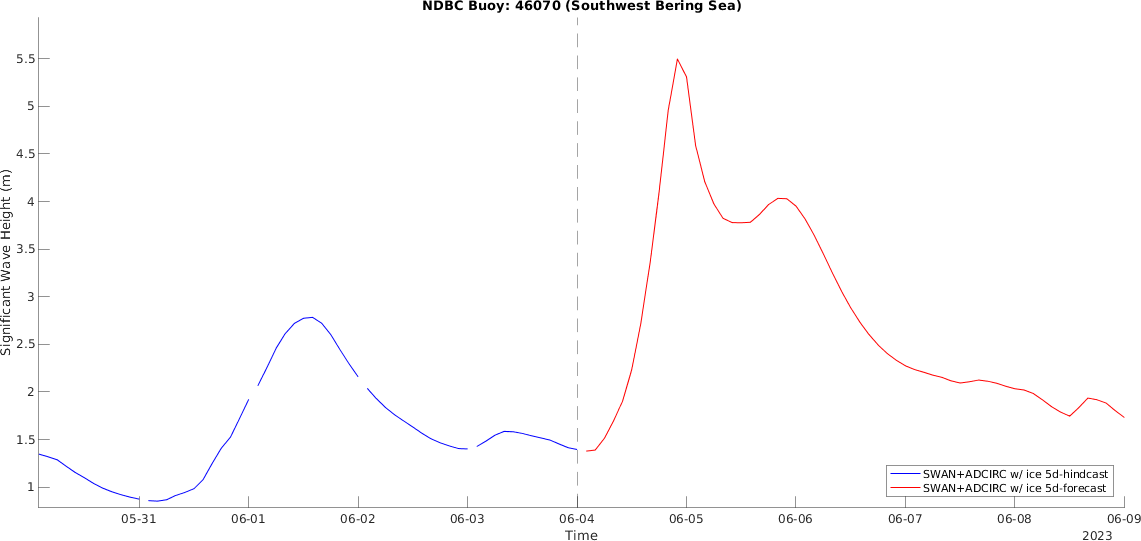 NDBC Buoy: 46070 (Southwest Bering Sea)
Significant Wave Height (m)
5.5
5
4.5
4
3.5
3
2.5
2
1.5
1
SWAN+ADCIRC w/ ice 5d-hindcast
SWAN+ADCIRC w/ ice 5d-forecast
05-31 06-01 06-02 06-03 06-04 06-05 06-06 06-07 06-08 06-09
Time
2023